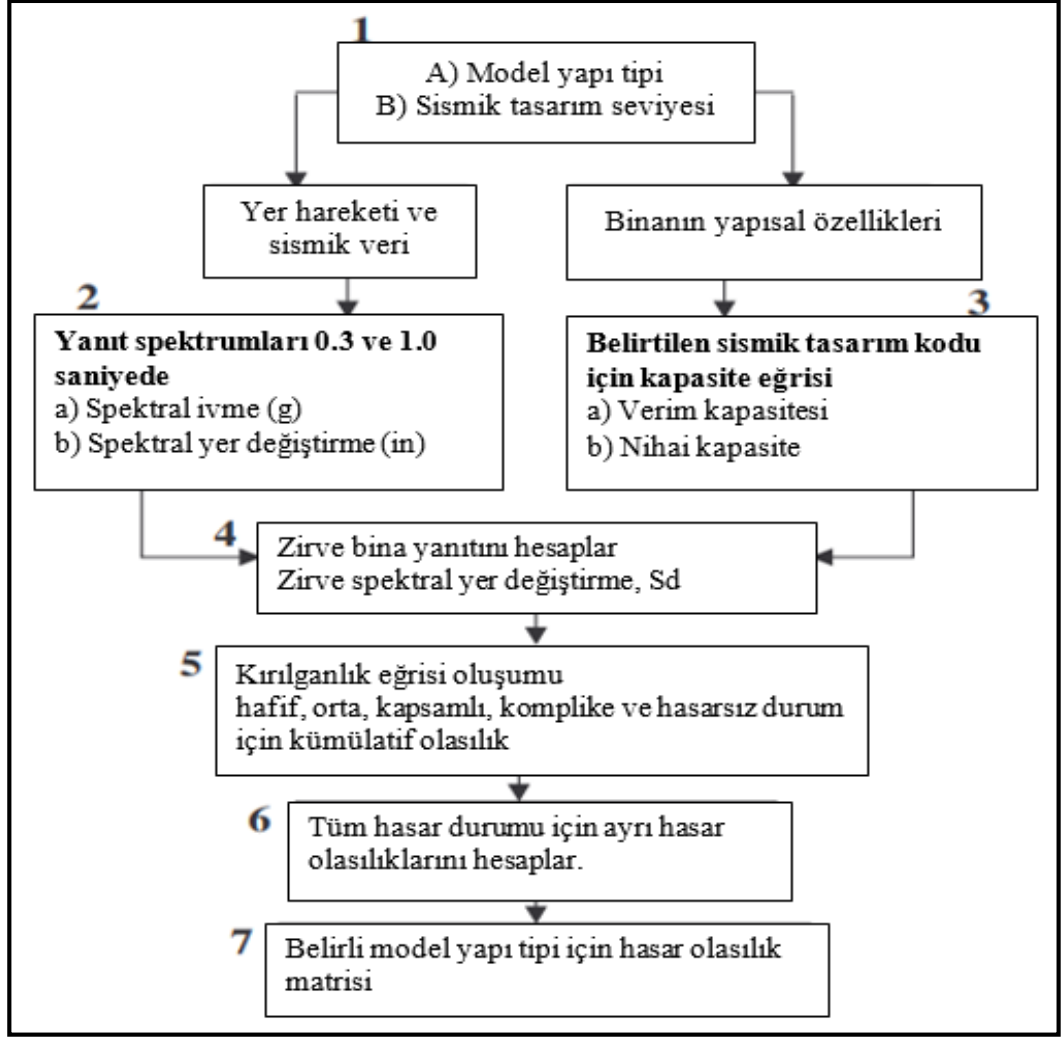 1
A) Model yapı tipi
B) Sismik tasarım seviyesi
Yer hareketi ve
sismik veri
Binanın yapısal özellikleri
2
Yanıt spektrumları 0.3 ve 1.0
saniyede
a) Spektral ivme (g)
b) Spektral yer değiştirme (in)
3
Belirtilen sismik tasarım kodu
için kapasite eğrisi
a) Verim kapasitesi
b) Nihai kapasite
4
Zirve bina yanıtını hesaplar
Zirve spektral yer değiştirme, Sd
5
Kırılganlık eğrisi oluşumu
hafif, orta, kapsamlı, komplike ve hasarsız durum
için kümülatif olasılık
6
Tüm hasar durumu için ayrı hasar
olasılıklarını hesaplar.
7
Belirli model yapı tipi için hasar olasılık
matrisi